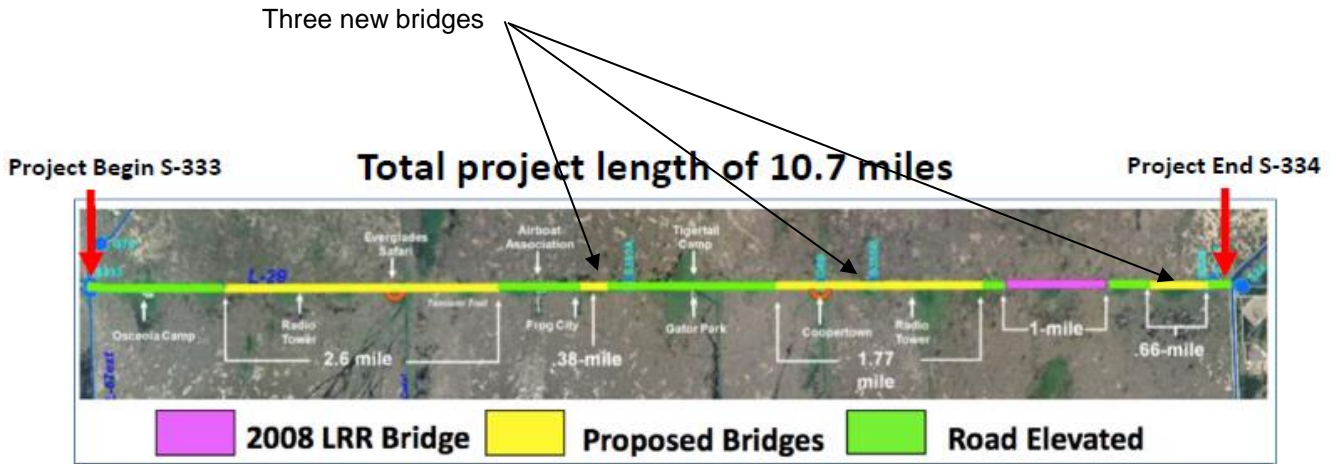 Three new bridges
Project Begin S-333
Total project length of 10.7 miles
Project End S-334
Everglades
Safari
Airboat
Association
Tigertail
Camp
L-29
Tamiami Trail
Osceola Camp
Radio
Tower
2.6 mile
Frog City
.38-mile
Gator Park
Coopertown
Radio
Tower
1.77
mile
1-mile
.66-mile
2008 LRR Bridge
Proposed Bridges
Road Elevated